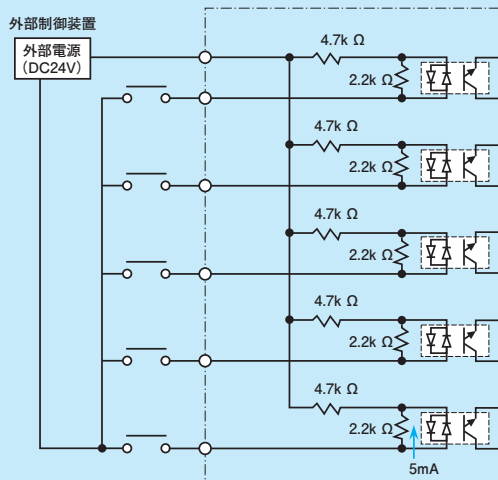 外部制御装置
外部電源
（DC24V）
4.7k Ω
2.2k Ω
4.7k Ω
2.2k Ω
4.7k Ω
2.2k Ω
4.7k Ω
2.2k Ω
4.7k Ω
2.2k Ω
5mA